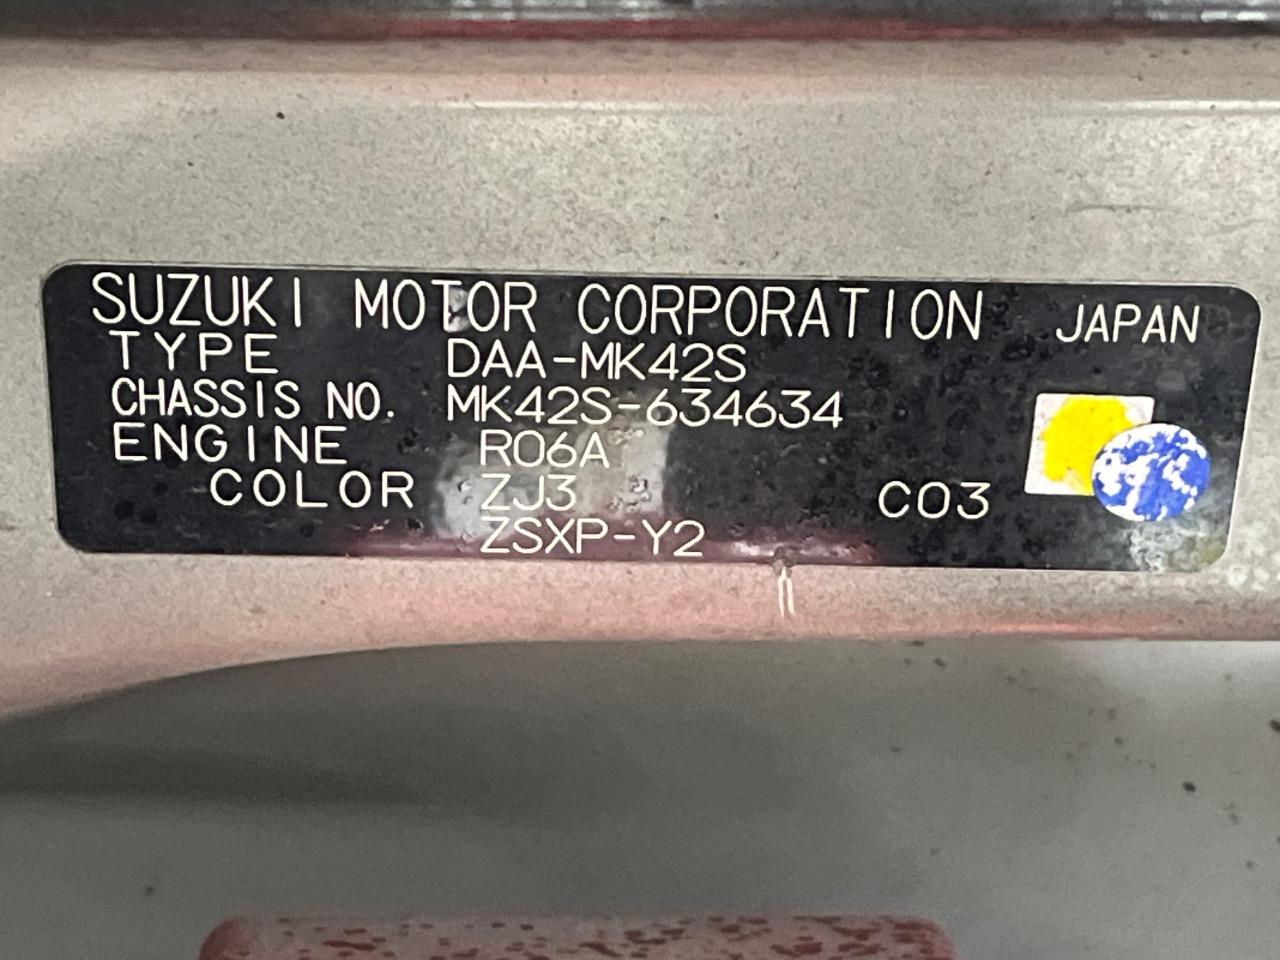 SUZUKI MOTOR CORPORATION JAPAN
TYPE DAA-MK42S
CHASSIS NO. MK42S-634634
ENGINE R06A
COLOR ZJ3 C03
ZSXP-Y2